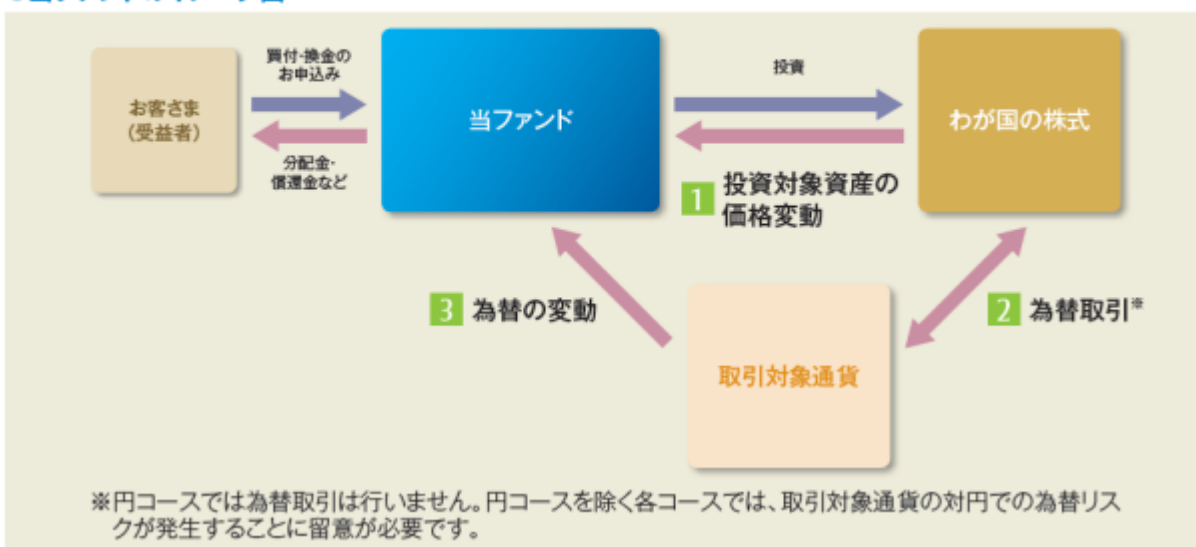 買付・換金の
お申込み
お客さま
(受益者)
分配金・
償還金など
当ファンド
投資
わが国の株式
1 投資対象資産の
価格変動
3 為替の変動
2 為替取引※
取引対象通貨
※円コースでは為替取引は行いません。円コースを除く各コースでは、取引対象通貨の対円での為替リス
クが発生することに留意が必要です。